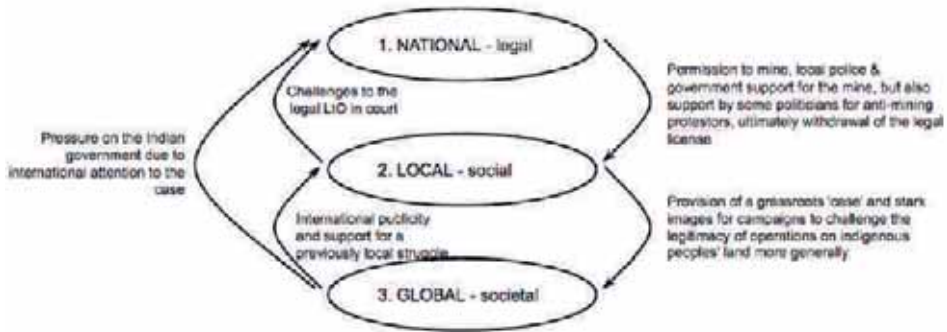 1. NATIONAL - legal
Challenges to the
legal LIO in court
Permission to mine, local police &
government support for the mine, but also
support by some politicians for anti-mining
protestors, ultimately withdrawal of the legal
license
Pressure on the Indian
government due to
international attention to the
case
2. LOCAL - social
International publicity
and support for a
previously local struggle
Provision of a grassroots 'case' and stark
images for campaigns to challenge the
legitimacy of operations on indigenous
peoples' land more generally
3. GLOBAL - societal